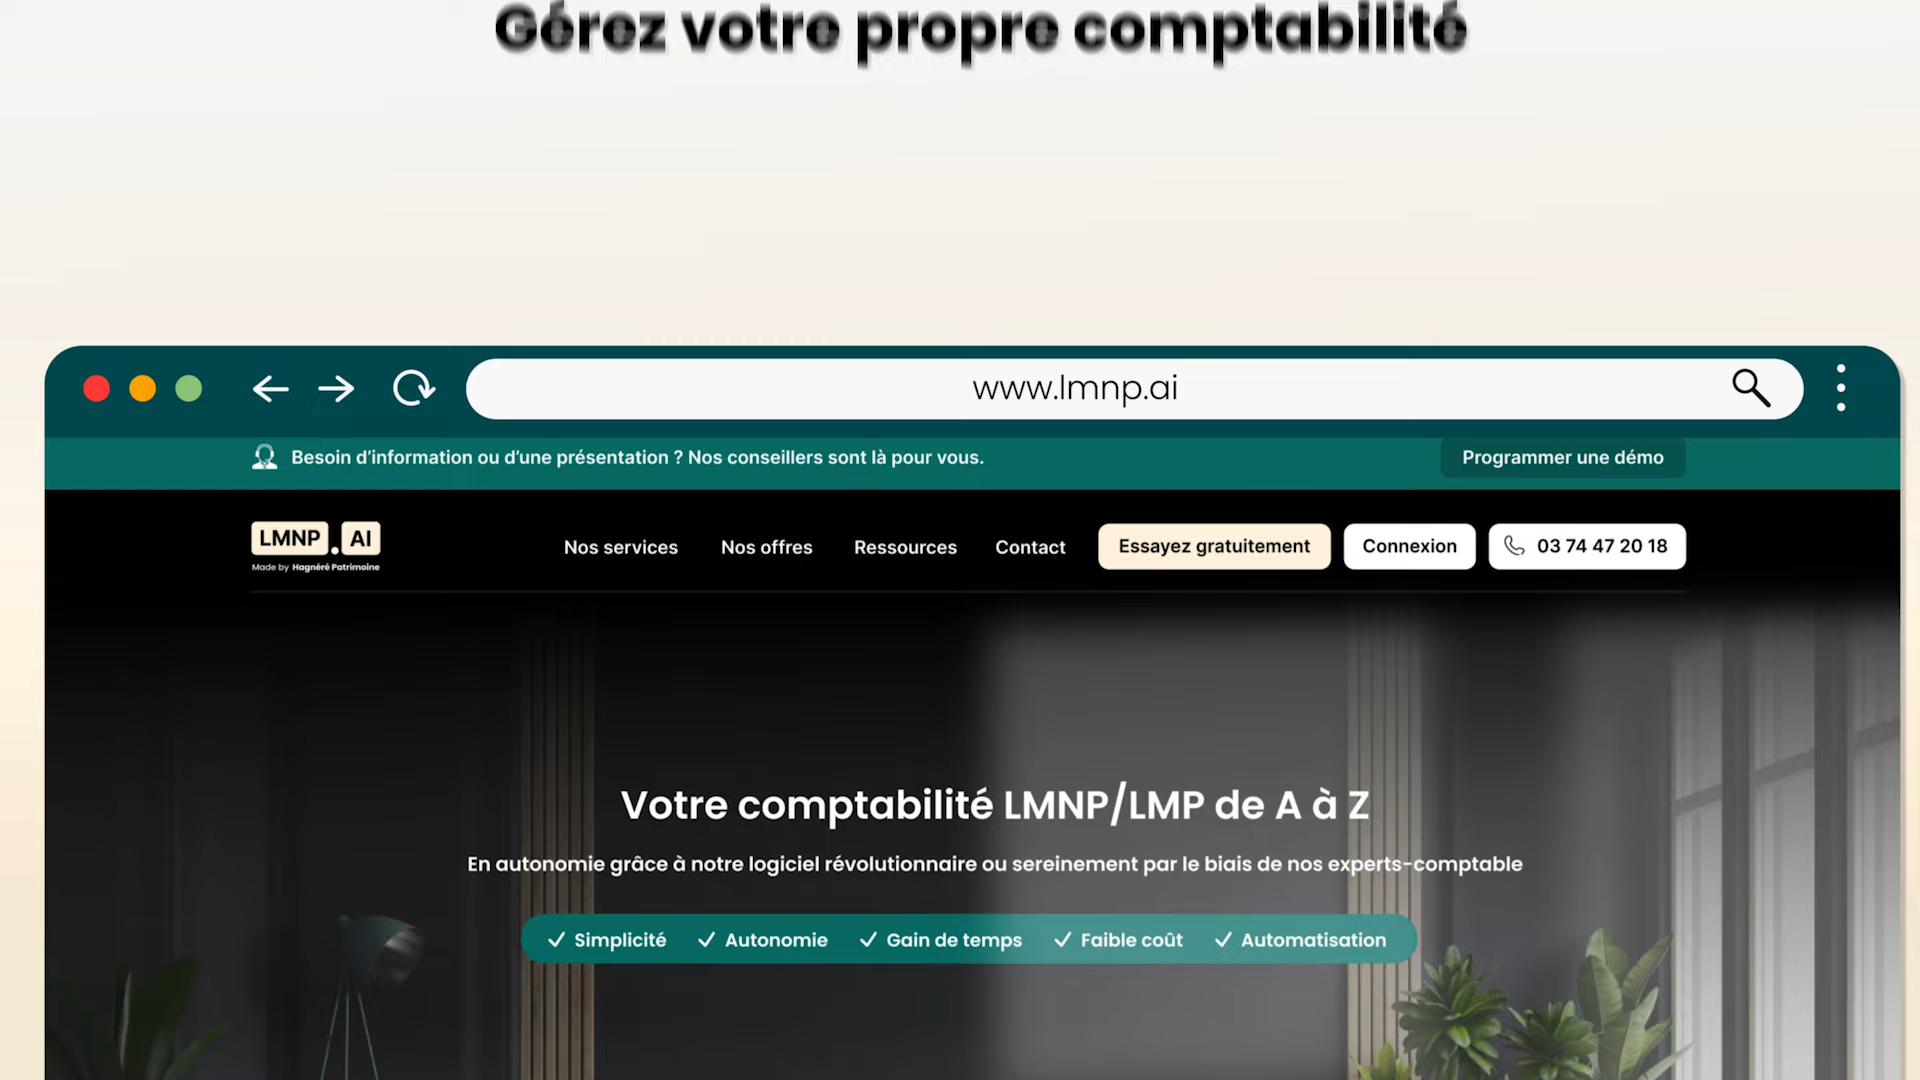 Gérez votre propre comptabilité
www.lmnp.ai
Besoin d'information ou d'une présentation ? Nos conseillers sont là pour vous.
Programmer une démo
LMNP.AI
Made by Hagnéré Patrimoine
Nos services
Nos offres
Ressources
Contact
Essayez gratuitement
Connexion
03 74 47 20 18
Votre comptabilité LMNP/LMP de A à Z
En autonomie grâce à notre logiciel révolutionnaire ou sereinement par le biais de nos experts-comptable
✓ Simplicité ✓ Autonomie ✓ Gain de temps ✓ Faible coût ✓ Automatisation